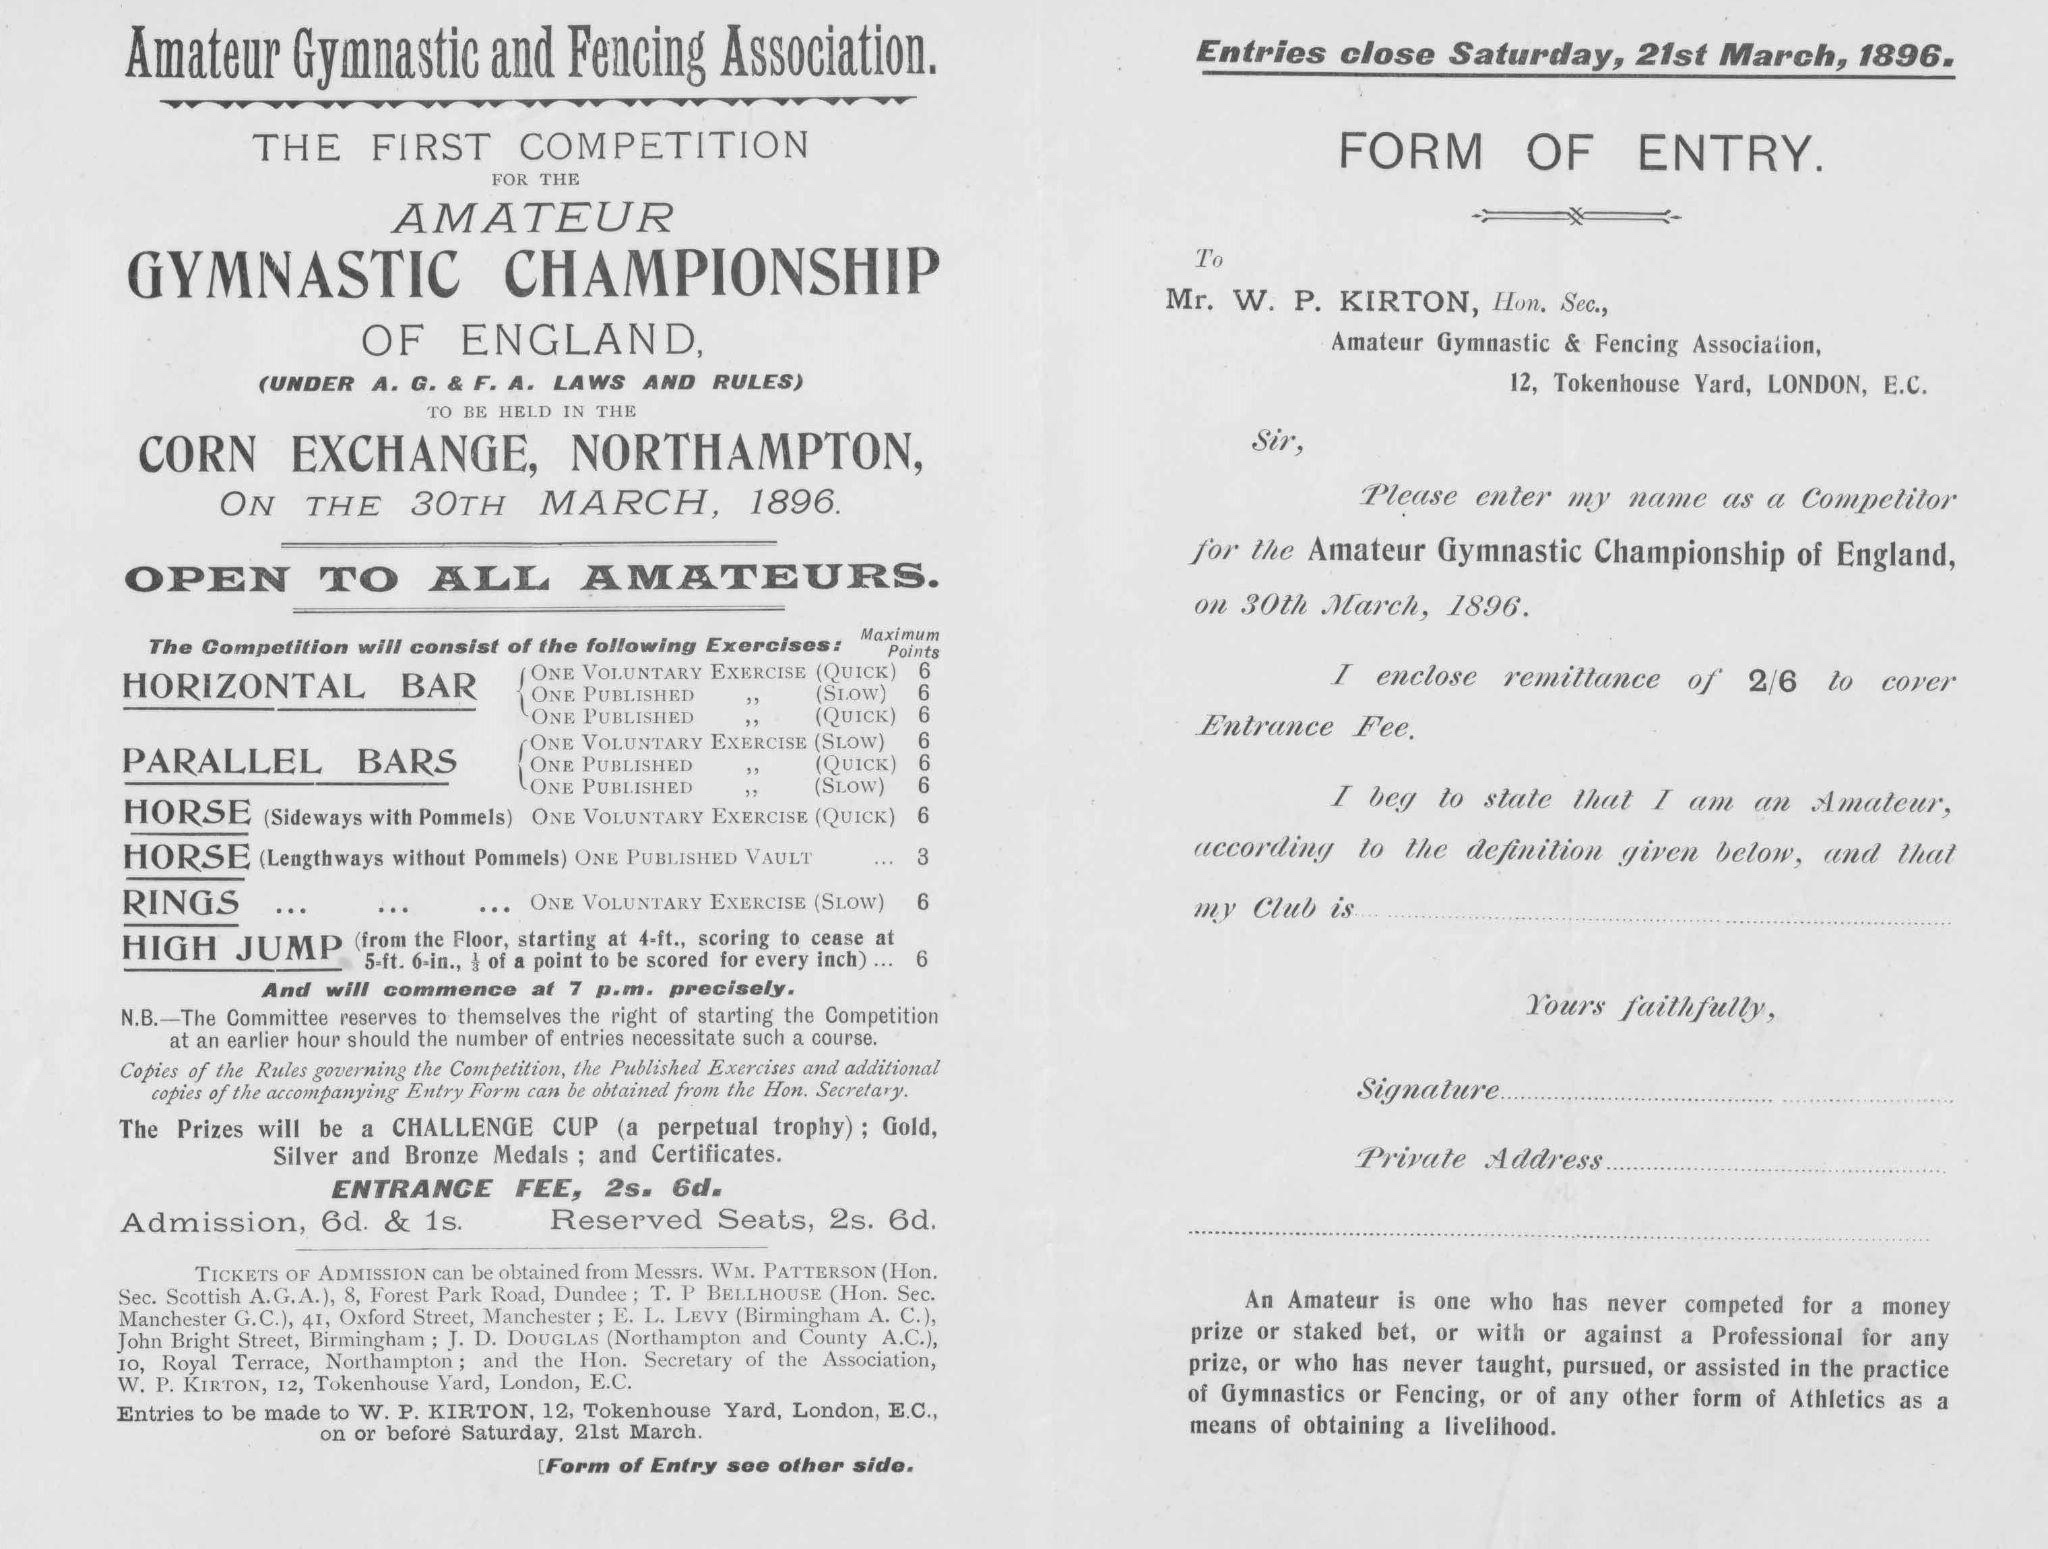 Amateur Gymnastic and Fencing Association.
THE FIRST COMPETITION
FOR THE
AMATEUR
GYMNASTIC CHAMPIONSHIP
OF ENGLAND,
(UNDER A. G. & F. A. LAWS AND RULES)
TO BE HELD IN THE
CORN EXCHANGE, NORTHAMPTON,
ON THE 30TH MARCH, 1896.
OPEN TO ALL AMATEURS.
The Competition will consist of the following Exercises: Maximum Points
HORIZONTAL BAR
ONE VOLUNTARY EXERCISE (QUICK) 6
ONE PUBLISHED ,, (SLOW) 6
ONE PUBLISHED ,, (QUICK) 6
PARALLEL BARS
ONE VOLUNTARY EXERCISE (SLOW) 6
ONE PUBLISHED ,, (QUICK) 6
ONE PUBLISHED ,, (SLOW) 6
HORSE (Sideways with Pommels) ONE VOLUNTARY EXERCISE (QUICK) 6
HORSE (Lengthways without Pommels) ONE PUBLISHED VAULT ... 3
RINGS ... ... ... ONE VOLUNTARY EXERCISE (SLOW) 6
HIGH JUMP (from the Floor, starting at 4-ft., scoring to cease at
5-ft. 6-in., ⅓ of a point to be scored for every inch) ... 6
And will commence at 7 p.m. precisely.
N.B.—The Committee reserves to themselves the right of starting the Competition
at an earlier hour should the number of entries necessitate such a course.
Copies of the Rules governing the Competition, the Published Exercises and additional
copies of the accompanying Entry Form can be obtained from the Hon. Secretary.
The Prizes will be a CHALLENGE CUP (a perpetual trophy) ; Gold,
Silver and Bronze Medals ; and Certificates.
ENTRANCE FEE, 2s. 6d.
Admission, 6d. & 1s. Reserved Seats, 2s. 6d.
TICKETS OF ADMISSION can be obtained from Messrs. WM. PATTERSON (Hon.
Sec. Scottish A.G.A.), 8, Forest Park Road, Dundee ; T. P BELLHOUSE (Hon. Sec.
Manchester G.C.), 41, Oxford Street, Manchester ; E. L. LEVY (Birmingham A. C.),
John Bright Street, Birmingham ; J. D. DOUGLAS (Northampton and County A.C.),
10, Royal Terrace, Northampton ; and the Hon. Secretary of the Association,
W. P. KIRTON, 12, Tokenhouse Yard, London, E.C.
Entries to be made to W. P. KIRTON, 12, Tokenhouse Yard, London, E.C.,
on or before Saturday, 21st March.
[Form of Entry see other side.
Entries close Saturday, 21st March, 1896.
FORM OF ENTRY.
To
Mr. W. P. KIRTON, Hon. Sec.,
Amateur Gymnastic & Fencing Association,
12, Tokenhouse Yard, LONDON, E.C.
Sir,
Please enter my name as a Competitor
for the Amateur Gymnastic Championship of England,
on 30th March, 1896.
I enclose remittance of 2/6 to cover
Entrance Fee.
I beg to state that I am an Amateur,
according to the definition given below, and that
my Club is
Yours faithfully,
Signature
Private Address
An Amateur is one who has never competed for a money
prize or staked bet, or with or against a Professional for any
prize, or who has never taught, pursued, or assisted in the practice
of Gymnastics or Fencing, or of any other form of Athletics as a
means of obtaining a livelihood.